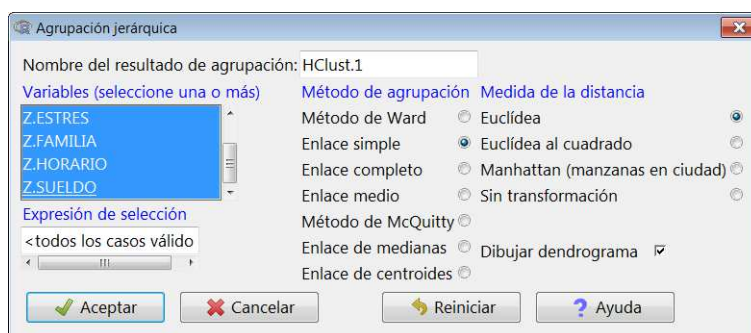 Agrupación jerárquica
Nombre del resultado de agrupación: HClust.1
Variables (seleccione una o más)
Z.ESTRES
Z.FAMILIA
Z.HORARIO
Z.SUELDO
Expresión de selección
<todos los casos válido
Método de agrupación
Método de Ward
Enlace simple
Enlace completo
Enlace medio
Método de McQuitty
Enlace de medianas
Enlace de centroides
Medida de la distancia
Euclídea
Euclídea al cuadrado
Manhattan (manzanas en ciudad)
Sin transformación
Dibujar dendrograma
Aceptar
Cancelar
Reiniciar
Ayuda